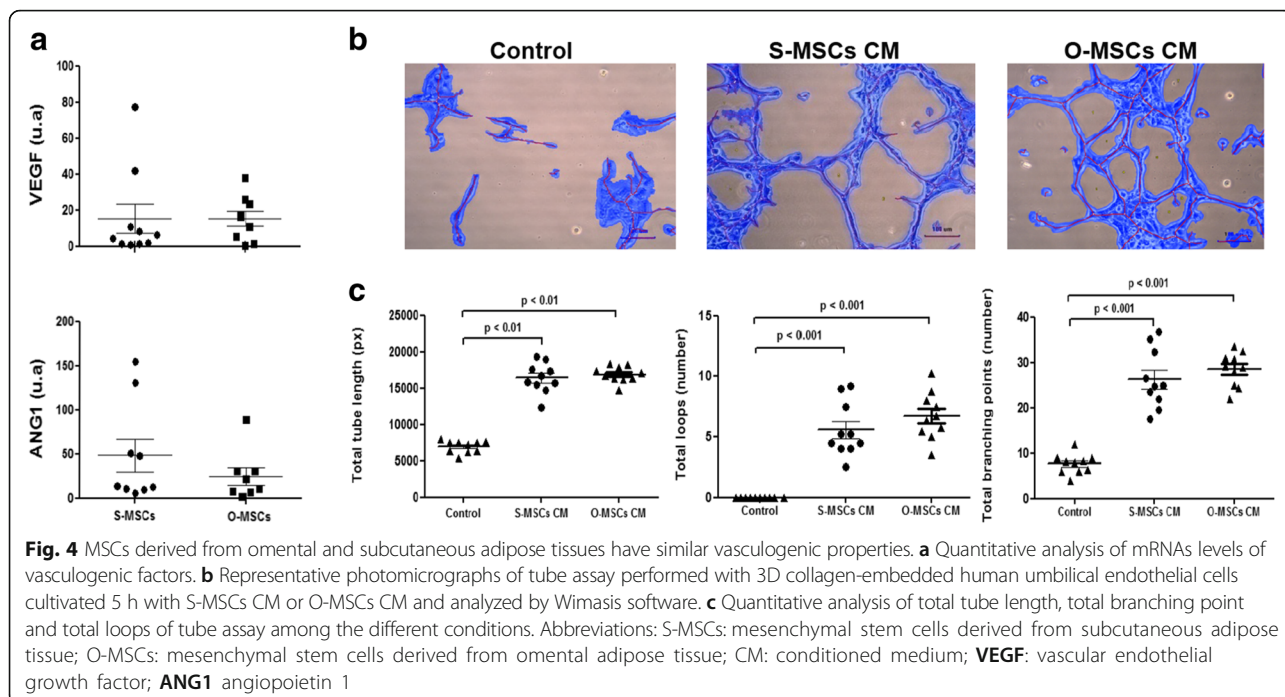 a
VEGF (u.a)
100
80
60
40
20
0
ANG1 (u.a)
200
150
100
50
0
S-MSCs O-MSCs
b
Control S-MSCs CM O-MSCs CM
100 um
c
Total tube length (px)
25000
20000
15000
10000
5000
0
p < 0.01
p < 0.01
Control S-MSCs CM O-MSCs CM
Total loops (number)
15
10
5
0
p < 0.001
p < 0.001
Control S-MSCs CM O-MSCs CM
Total branching points (number)
40
30
20
10
0
p < 0.001
p < 0.001
Control S-MSCs CM O-MSCs CM
Fig. 4 MSCs derived from omental and subcutaneous adipose tissues have similar vasculogenic properties. a Quantitative analysis of mRNAs levels of
vasculogenic factors. b Representative photomicrographs of tube assay performed with 3D collagen-embedded human umbilical endothelial cells
cultivated 5 h with S-MSCs CM or O-MSCs CM and analyzed by Wimasis software. c Quantitative analysis of total tube length, total branching point
and total loops of tube assay among the different conditions. Abbreviations: S-MSCs: mesenchymal stem cells derived from subcutaneous adipose
tissue; O-MSCs: mesenchymal stem cells derived from omental adipose tissue; CM: conditioned medium; VEGF: vascular endothelial
growth factor; ANG1 angiopoietin 1